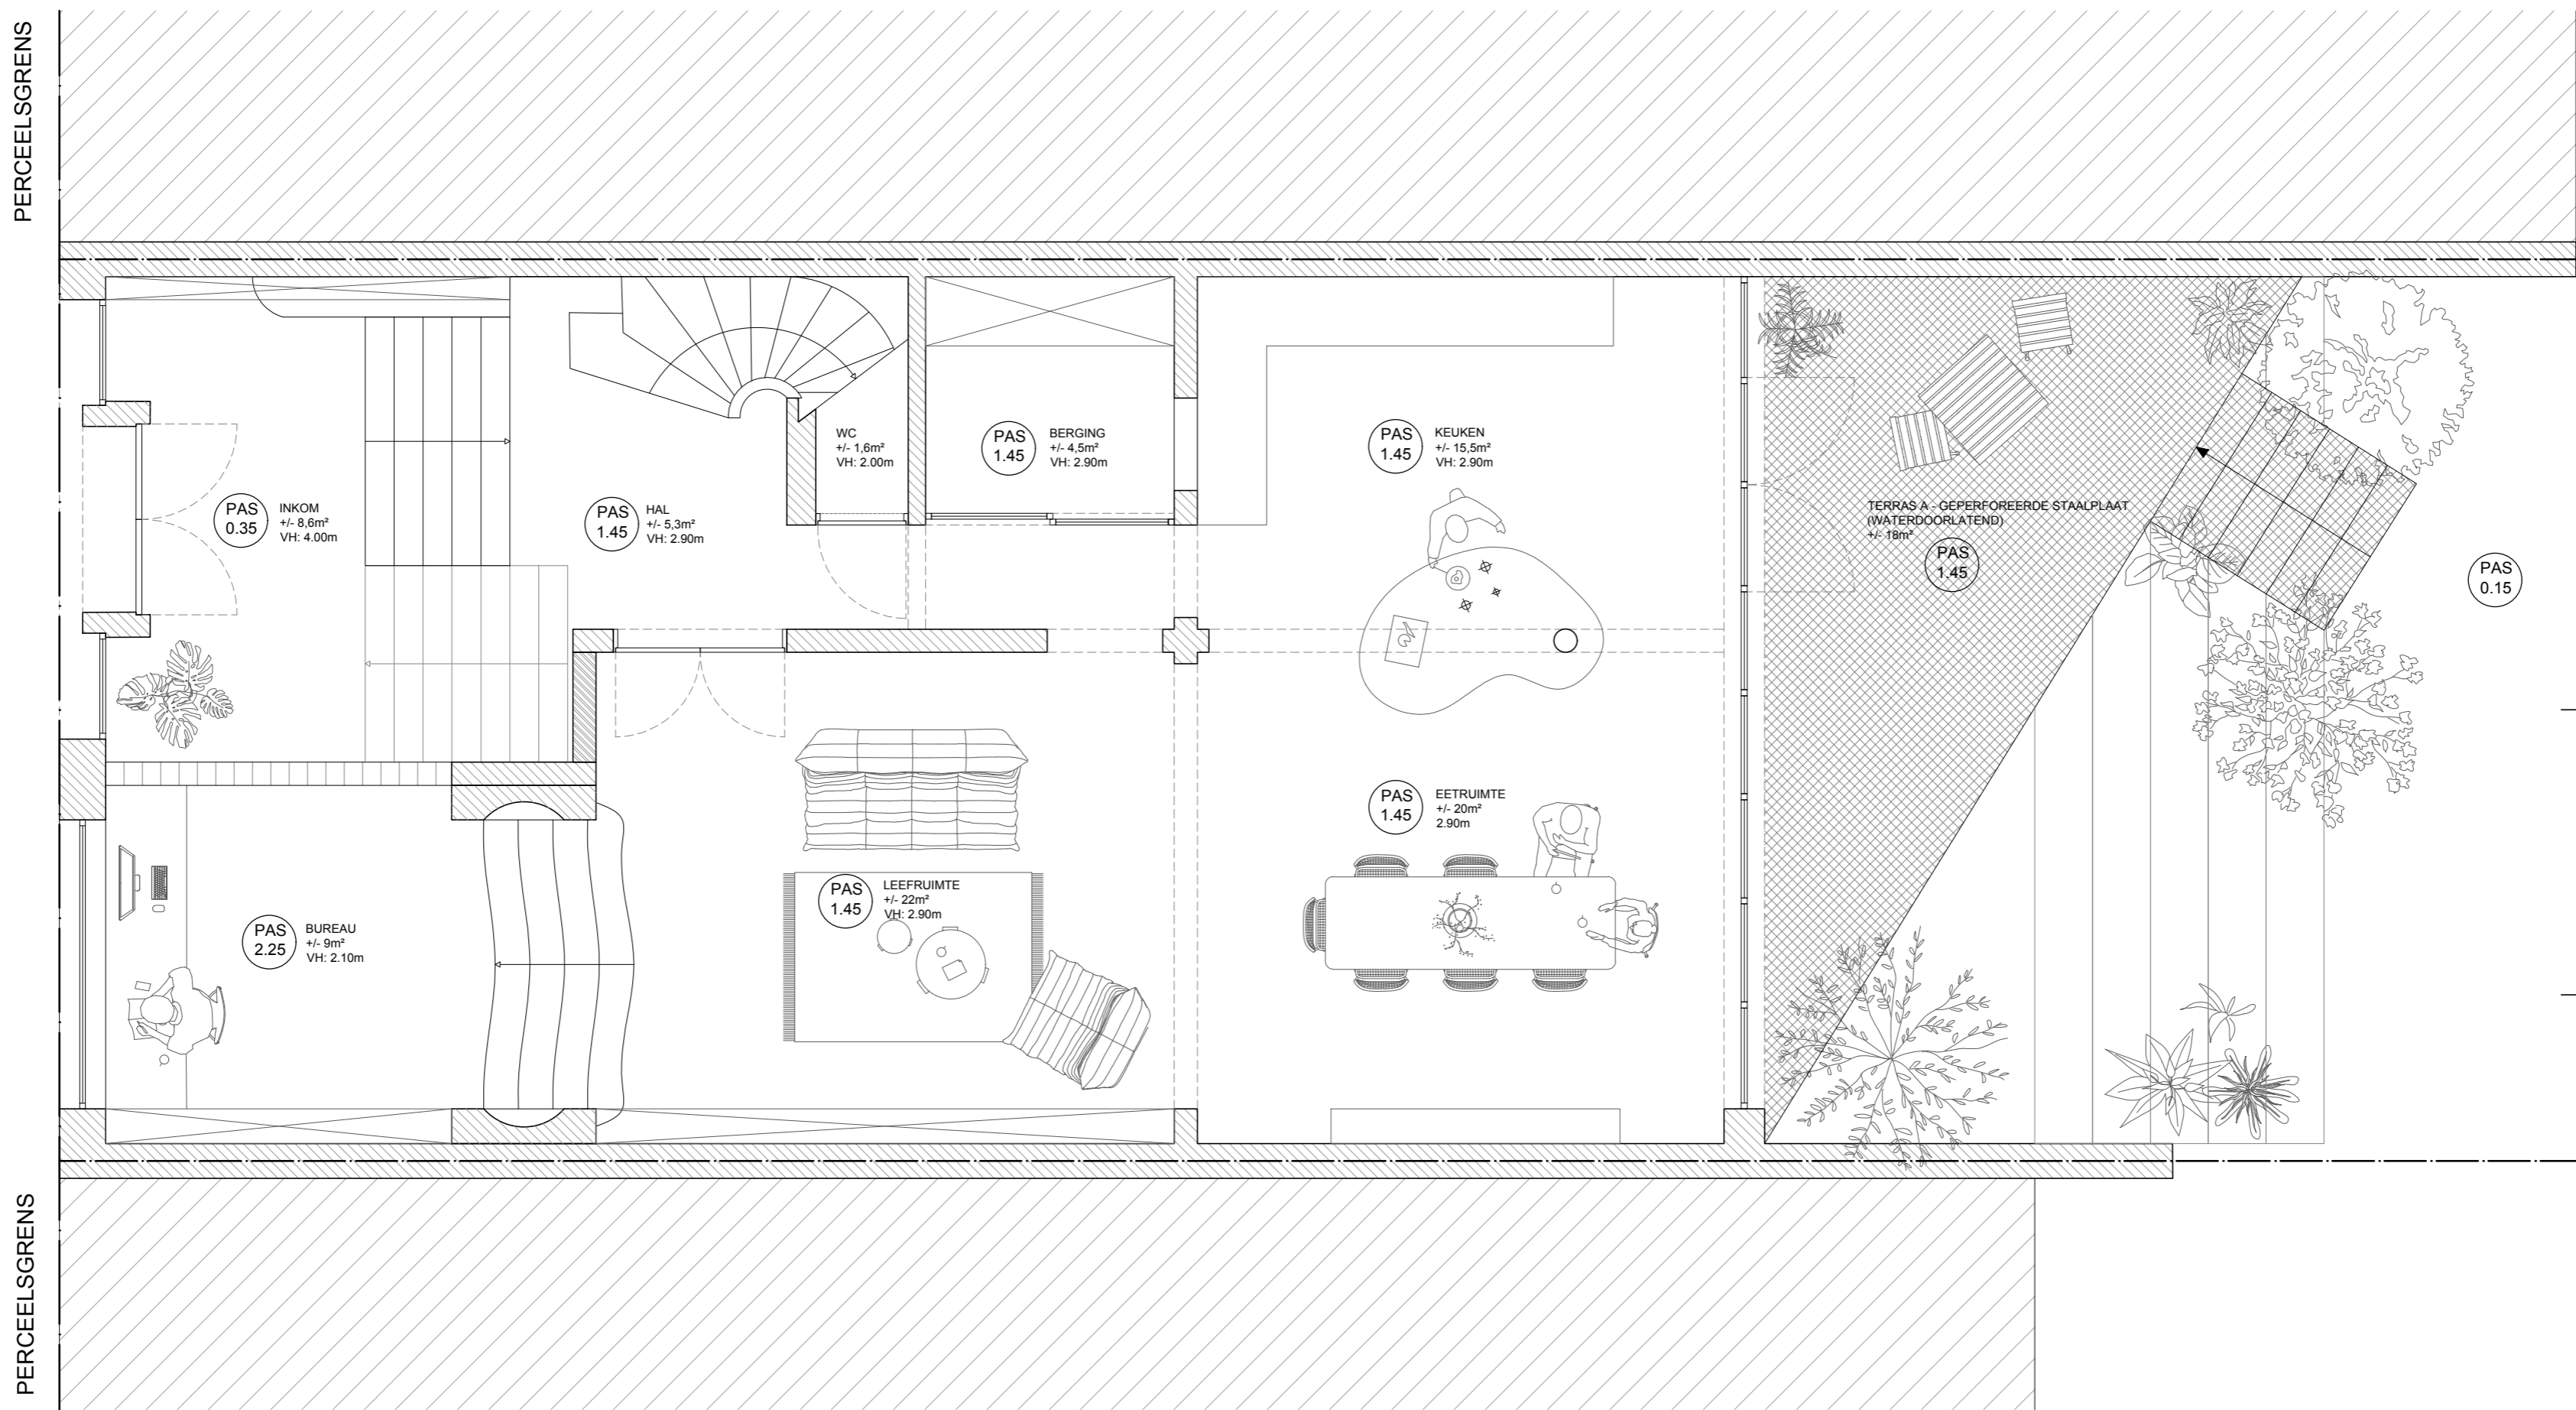 PERCEELSGRENS
PAS
0.35
INKOM
+/- 8,6m²
VH: 4.00m
PAS
1.45
HAL
+/- 5,3m²
VH: 2.90m
WC
+/- 1,6m²
VH: 2.00m
PAS
1.45
BERGING
+/- 4,5m²
VH: 2.90m
PAS
1.45
KEUKEN
+/- 15,5m²
VH: 2.90m
TERRAS A - GEPERFOREERDE STAALPLAAT
(WATERDOORLATEND)
+/- 18m²
PAS
1.45
PAS
0.15
PAS
2.25
BUREAU
+/- 9m²
VH: 2.10m
PAS
1.45
LEEFRUIMTE
+/- 22m²
VH: 2.90m
PAS
1.45
EETRUIMTE
+/- 20m²
2.90m
PERCEELSGRENS